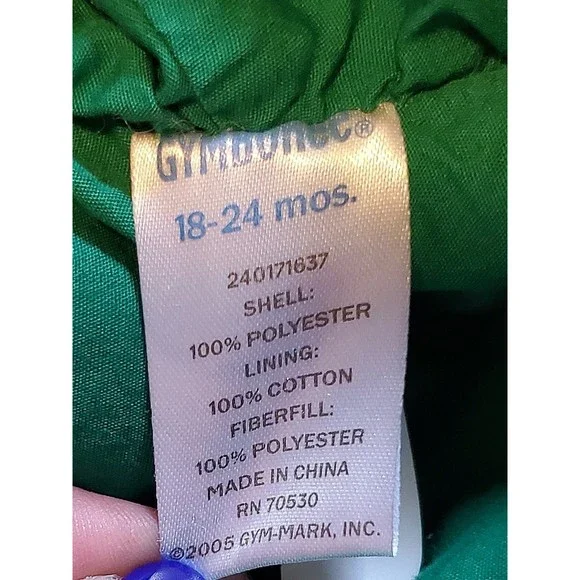 GYMBOREE®
18-24 mos.
240171637
SHELL:
100% POLYESTER
LINING:
100% COTTON
FIBERFILL:
100% POLYESTER
MADE IN CHINA
RN 70530
©2005 GYM-MARK, INC.